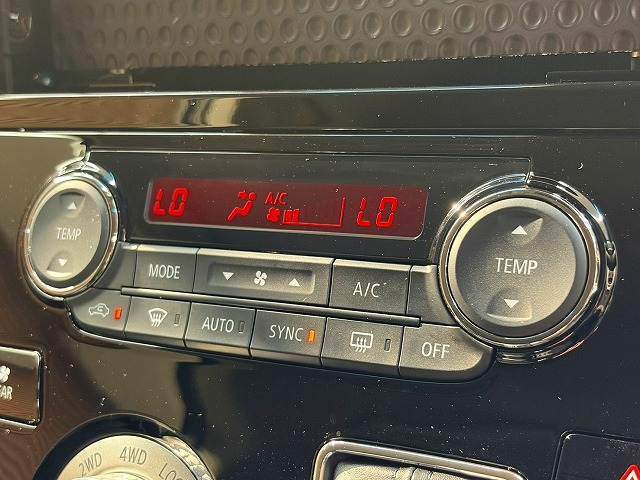 LO A/C LO
TEMP
TEMP
MODE A/C
AUTO SYNC OFF
2WD 4WD